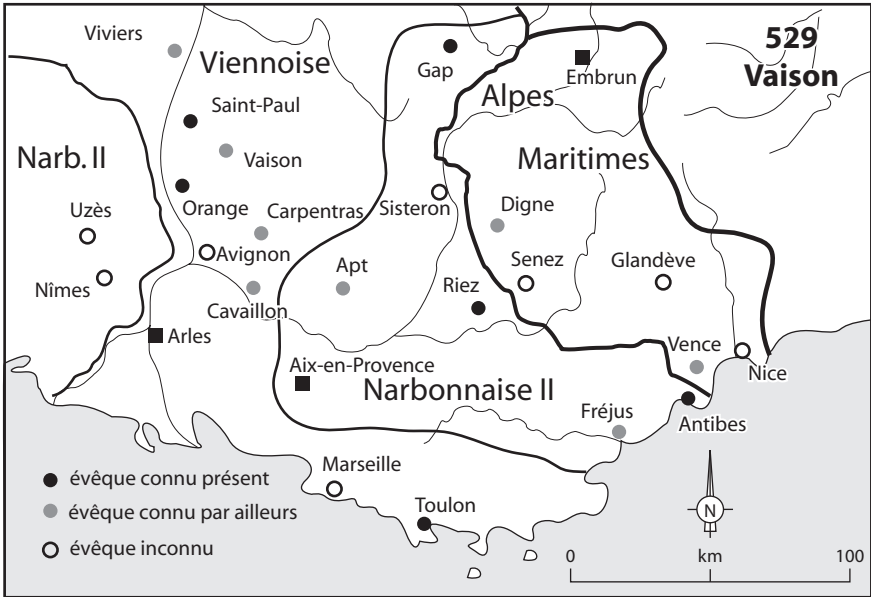 Viviers
Viennoise
529
Vaison
Gap
Embrun
Alpes
Saint-Paul
Narb. II
Vaison
Maritimes
Orange
Sisteron
Digne
Uzès
Carpentras
Avignon
Senez
Glandève
Nîmes
Apt
Riez
Cavaillon
Arles
Vence
Aix-en-Provence
Narbonnaise II
Nice
Fréjus
Antibes
Marseille
Toulon
évêque connu présent
évêque connu par ailleurs
évêque inconnu
N
0 km 100